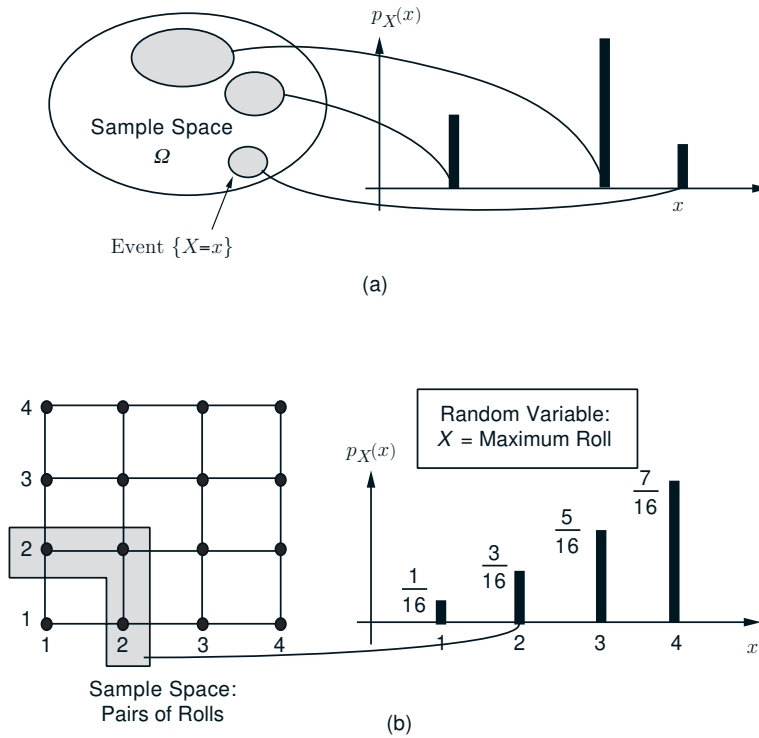 p_X(x)
Sample Space
Ω
x
Event {X=x}
(a)
Random Variable:
X = Maximum Roll
p_X(x)
4
3
2
1
1 2 3 4
1/16
3/16
5/16
7/16
1 2 3 4 x
Sample Space:
Pairs of Rolls
(b)